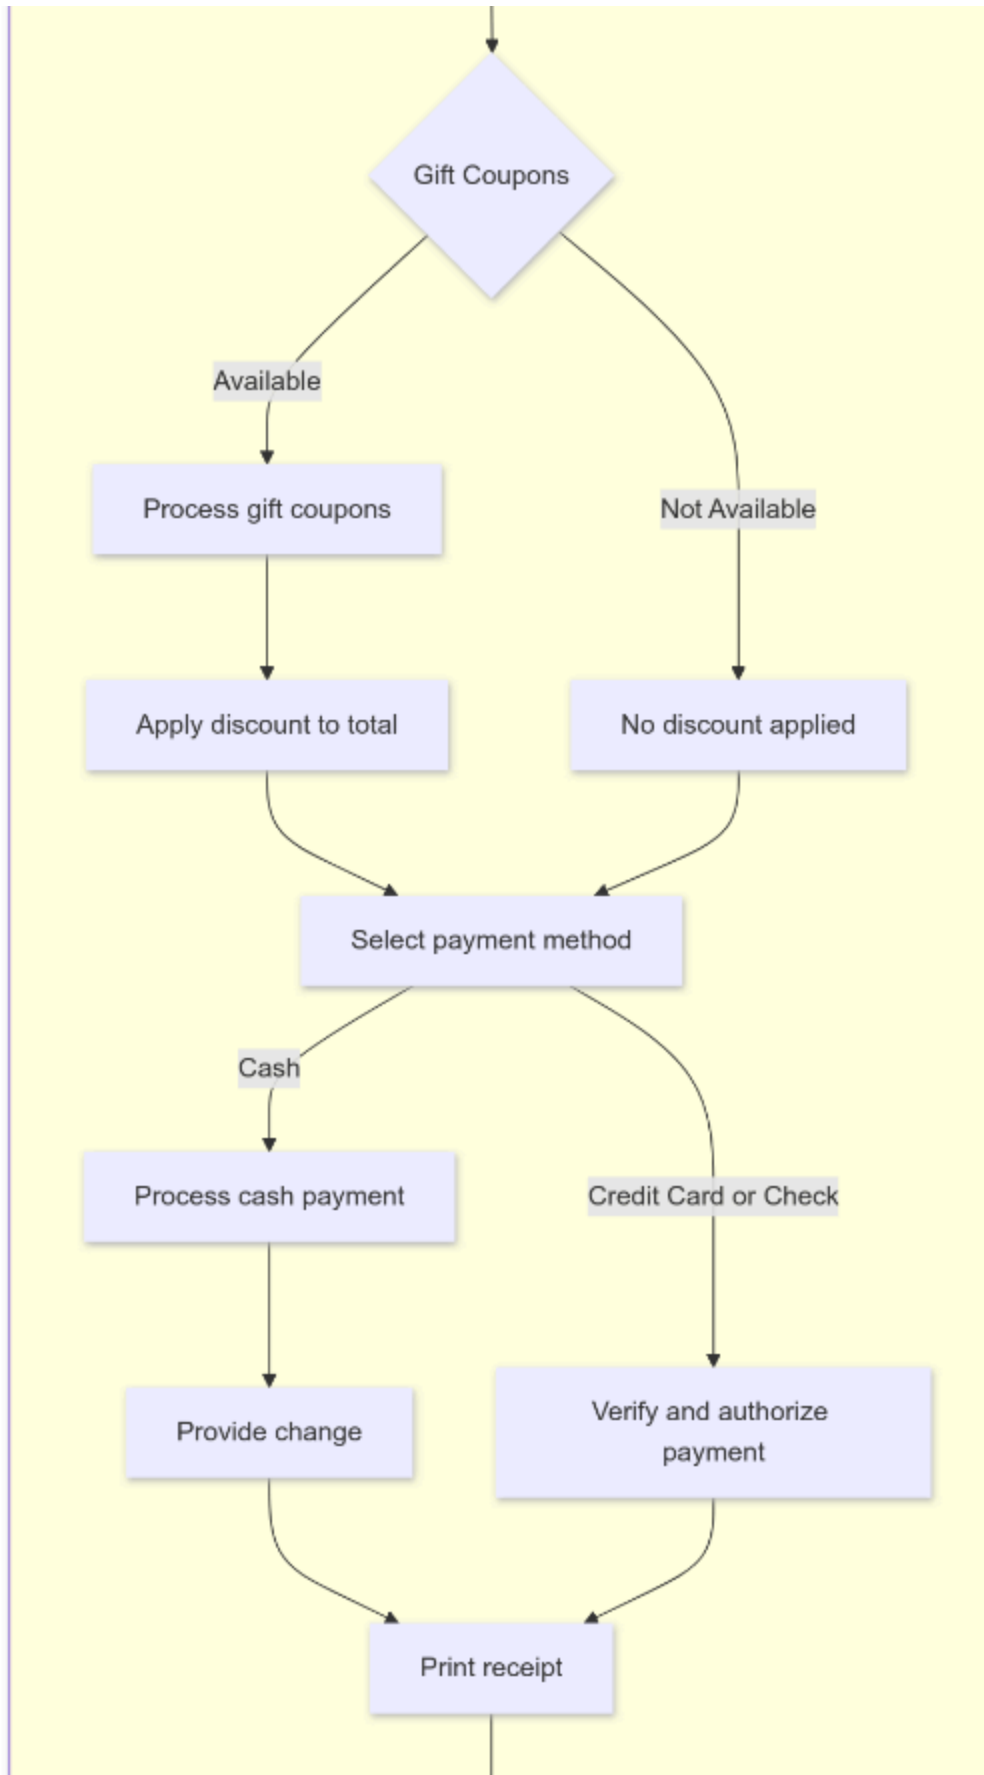 Gift Coupons
Available
Process gift coupons
Not Available
Apply discount to total
No discount applied
Select payment method
Cash
Process cash payment
Credit Card or Check
Provide change
Verify and authorize
payment
Print receipt